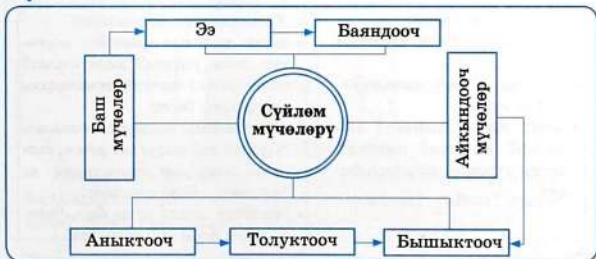 Ээ
Баяндооч
Баш
мүчөлөр
Сүйлөм
мүчөлөрү
Айкындооч
мүчөлөр
Аныктооч
Толуктооч
Бышыктооч